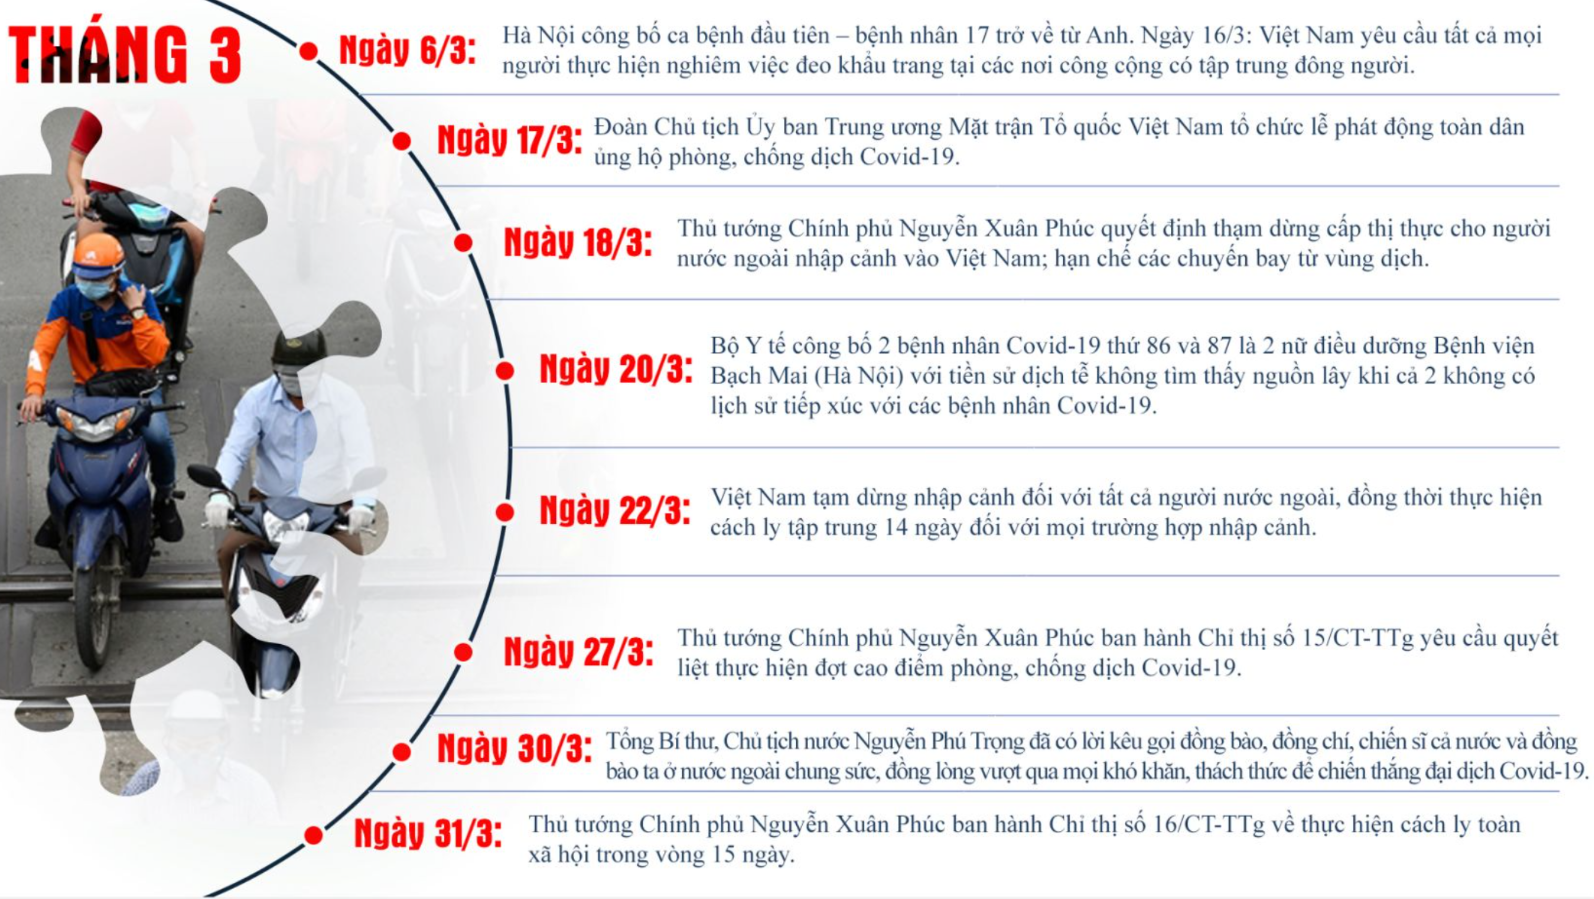 THÁNG 3
Ngày 6/3:
Hà Nội công bố ca bệnh đầu tiên – bệnh nhân 17 trở về từ Anh. Ngày 16/3: Việt Nam yêu cầu tất cả mọi
người thực hiện nghiêm việc đeo khẩu trang tại các nơi công cộng có tập trung đông người.
Ngày 17/3:
Đoàn Chủ tịch Ủy ban Trung ương Mặt trận Tổ quốc Việt Nam tổ chức lễ phát động toàn dân
ủng hộ phòng, chống dịch Covid-19.
Ngày 18/3:
Thủ tướng Chính phủ Nguyễn Xuân Phúc quyết định thạm dừng cấp thị thực cho người
nước ngoài nhập cảnh vào Việt Nam; hạn chế các chuyến bay từ vùng dịch.
Ngày 20/3:
Bộ Y tế công bố 2 bệnh nhân Covid-19 thứ 86 và 87 là 2 nữ điều dưỡng Bệnh viện
Bạch Mai (Hà Nội) với tiền sử dịch tễ không tìm thấy nguồn lây khi cả 2 không có
lịch sử tiếp xúc với các bệnh nhân Covid-19.
Ngày 22/3:
Việt Nam tạm dừng nhập cảnh đối với tất cả người nước ngoài, đồng thời thực hiện
cách ly tập trung 14 ngày đối với mọi trường hợp nhập cảnh.
Ngày 27/3:
Thủ tướng Chính phủ Nguyễn Xuân Phúc ban hành Chỉ thị số 15/CT-TTg yêu cầu quyết
liệt thực hiện đợt cao điểm phòng, chống dịch Covid-19.
Ngày 30/3:
Tổng Bí thư, Chủ tịch nước Nguyễn Phú Trọng đã có lời kêu gọi đồng bào, đồng chí, chiến sĩ cả nước và đồng
bào ta ở nước ngoài chung sức, đồng lòng vượt qua mọi khó khăn, thách thức để chiến thắng đại dịch Covid-19.
Ngày 31/3:
Thủ tướng Chính phủ Nguyễn Xuân Phúc ban hành Chỉ thị số 16/CT-TTg về thực hiện cách ly toàn
xã hội trong vòng 15 ngày.